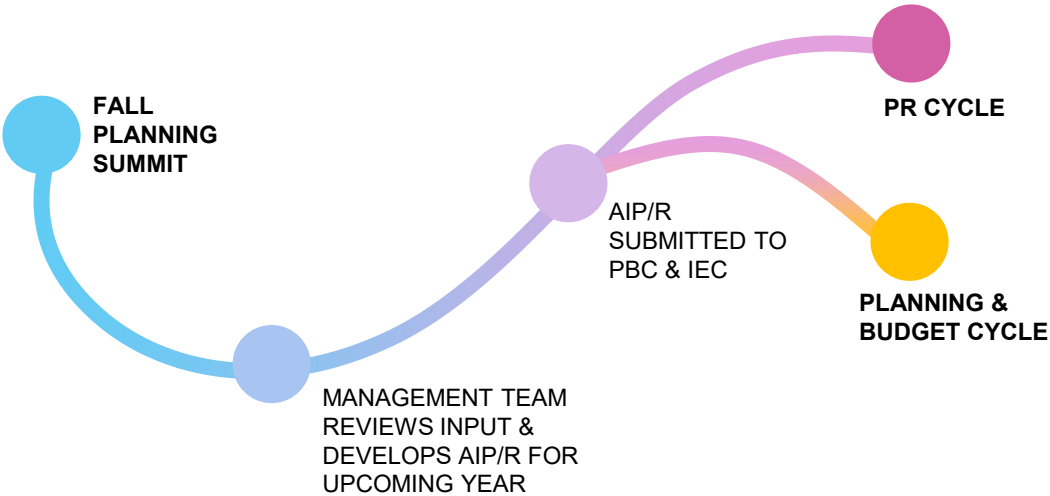 FALL
PLANNING
SUMMIT
MANAGEMENT TEAM
REVIEWS INPUT &
DEVELOPS AIP/R FOR
UPCOMING YEAR
AIP/R
SUBMITTED TO
PBC & IEC
PR CYCLE
PLANNING &
BUDGET CYCLE